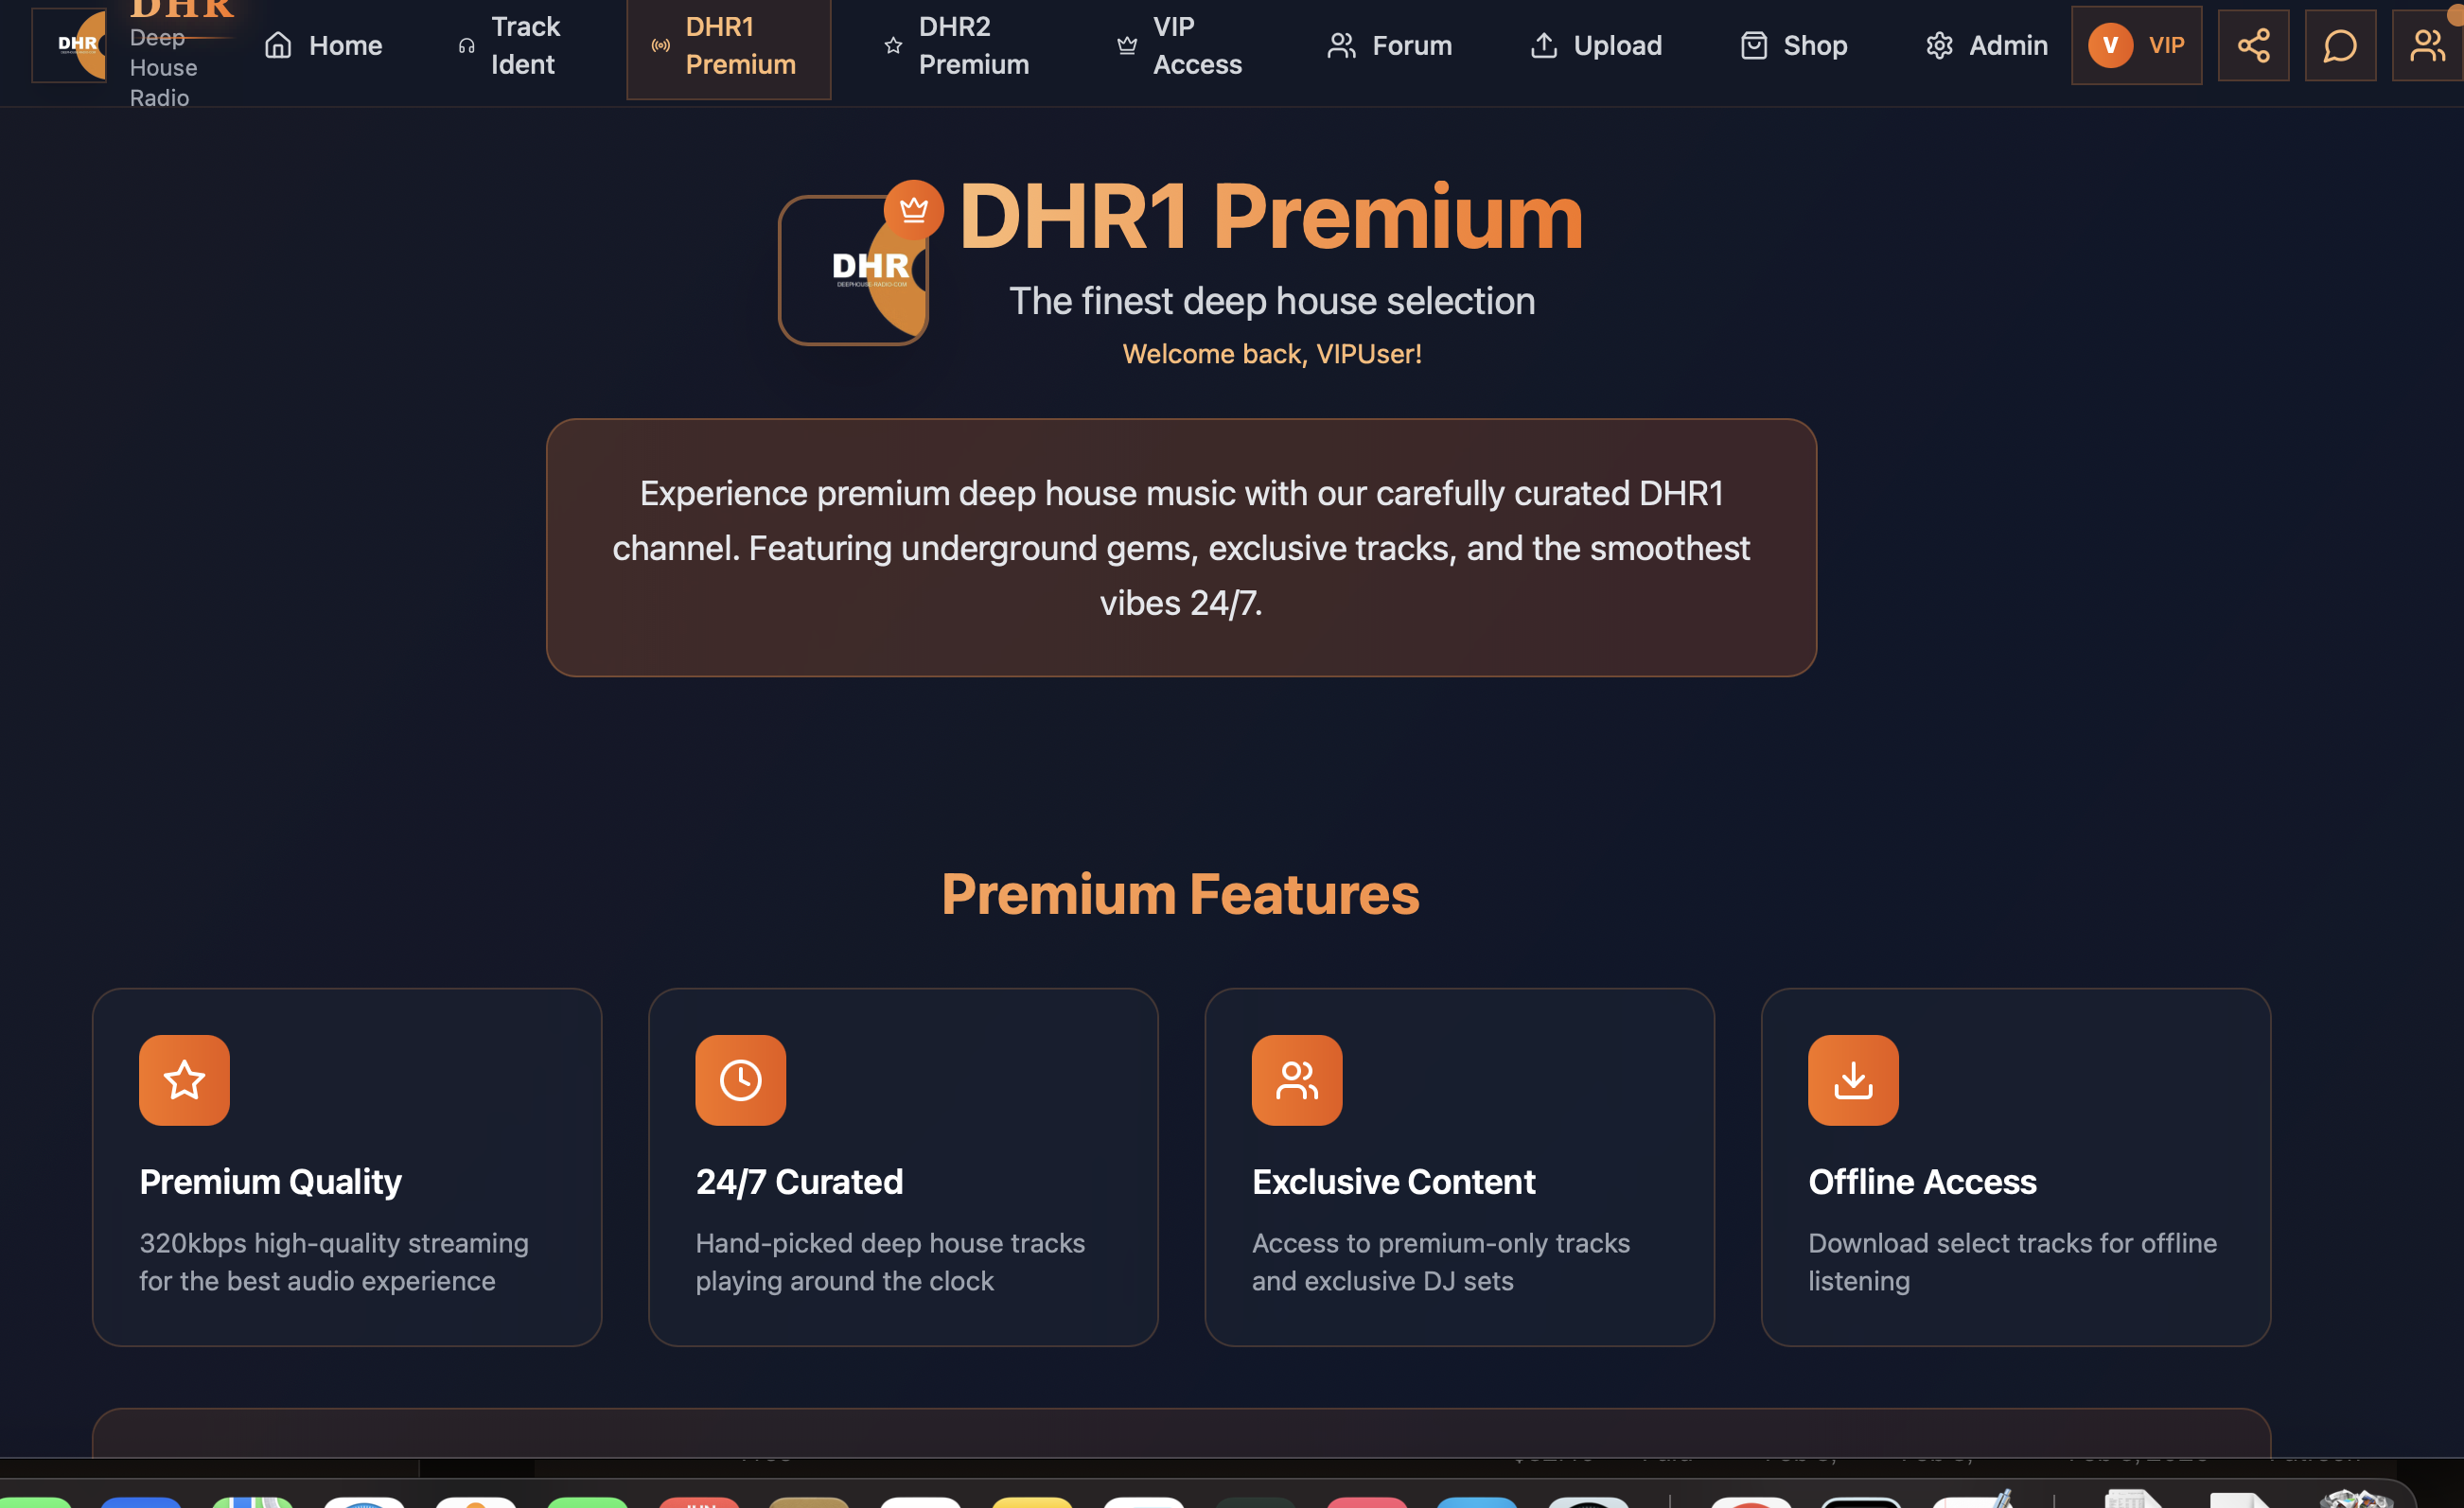 DHR
DHR
Deep
House
Radio
Home
Track
Ident
DHR1
Premium
DHR2
Premium
VIP
Access
Forum
Upload
Shop
Admin
V
VIP
DHR
DEEPHOUSE-RADIO.COM
DHR1 Premium
The finest deep house selection
Welcome back, VIPUser!
Experience premium deep house music with our carefully curated DHR1
channel. Featuring underground gems, exclusive tracks, and the smoothest
vibes 24/7.
Premium Features
Premium Quality
320kbps high-quality streaming
for the best audio experience
24/7 Curated
Hand-picked deep house tracks
playing around the clock
Exclusive Content
Access to premium-only tracks
and exclusive DJ sets
Offline Access
Download select tracks for offline
listening